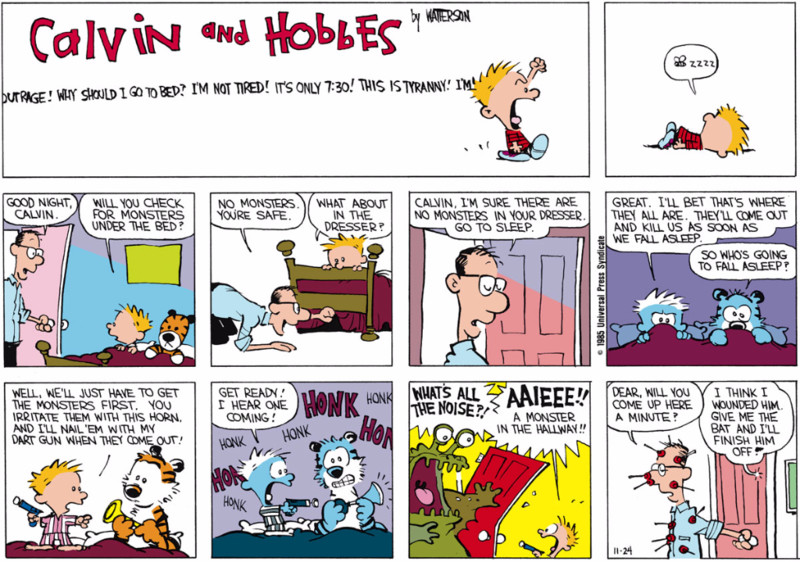 Calvin and Hobbes
by WATTERSON
OUTRAGE! WHY SHOULD I GO TO BED? I'M NOT TIRED! IT'S ONLY 7:30! THIS IS TYRANNY! I'M
ZZZZ
GOOD NIGHT,
CALVIN.
WILL YOU CHECK
FOR MONSTERS
UNDER THE BED?
NO MONSTERS.
YOU'RE SAFE.
WHAT ABOUT
IN THE
DRESSER?
CALVIN, I'M SURE THERE ARE
NO MONSTERS IN YOUR DRESSER.
GO TO SLEEP.
© 1985 Universal Press Syndicate
GREAT. I'LL BET THAT'S WHERE
THEY ALL ARE. THEY'LL COME OUT
AND KILL US AS SOON AS
WE FALL ASLEEP.
SO WHO'S GOING
TO FALL ASLEEP?
WELL, WE'LL JUST HAVE TO GET
THE MONSTERS FIRST. YOU
IRRITATE THEM WITH THIS HORN,
AND I'LL NAIL 'EM WITH MY
DART GUN WHEN THEY COME OUT!
GET READY!
I HEAR ONE
COMING!
HONK
HONK
HONK
HONK
HON
HON
HONK
WHAT'S ALL
THE NOISE?!
AAIEEE!!
A MONSTER
IN THE HALLWAY!!
DEAR, WILL YOU
COME UP HERE
A MINUTE?
I THINK I
WOUNDED HIM.
GIVE ME THE
BAT AND I'LL
FINISH HIM
OFF!
11-24